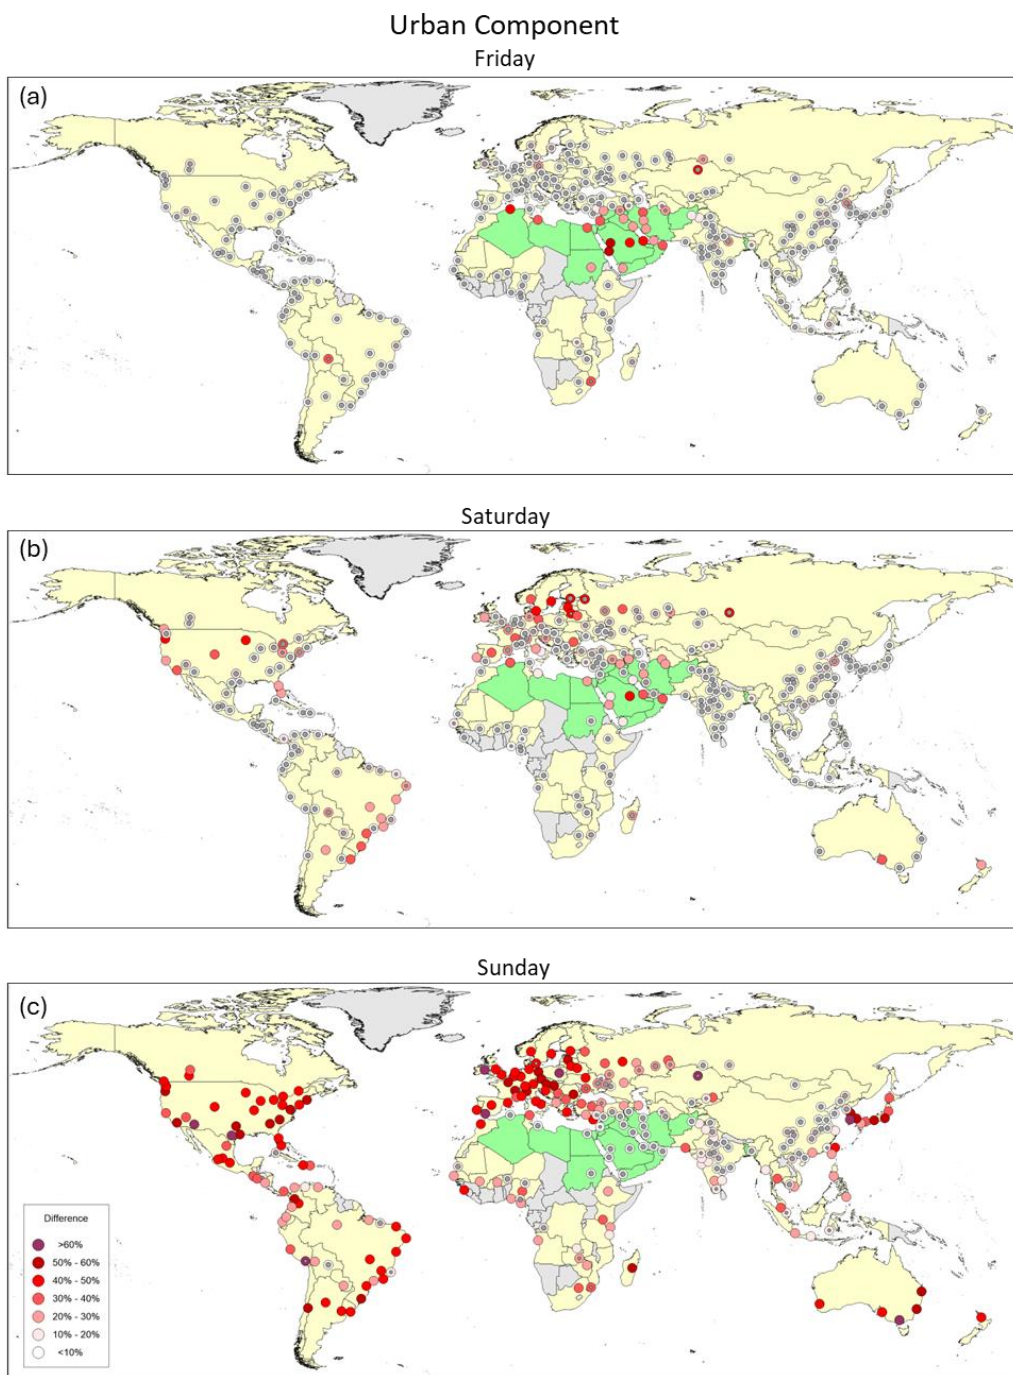 Urban Component
Friday
(a)
Saturday
(b)
Sunday
(c)
Difference
>60%
50% - 60%
40% - 50%
30% - 40%
20% - 30%
10% - 20%
<10%